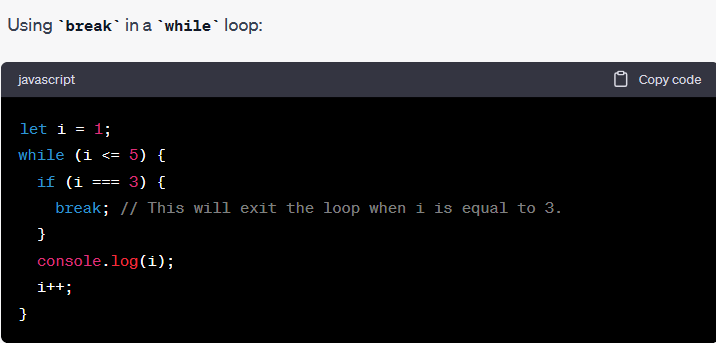 Using `break` in a `while` loop:
javascript
Copy code
let i = 1;
while (i <= 5) {
  if (i === 3) {
    break; // This will exit the loop when i is equal to 3.
  }
  console.log(i);
  i++;
}